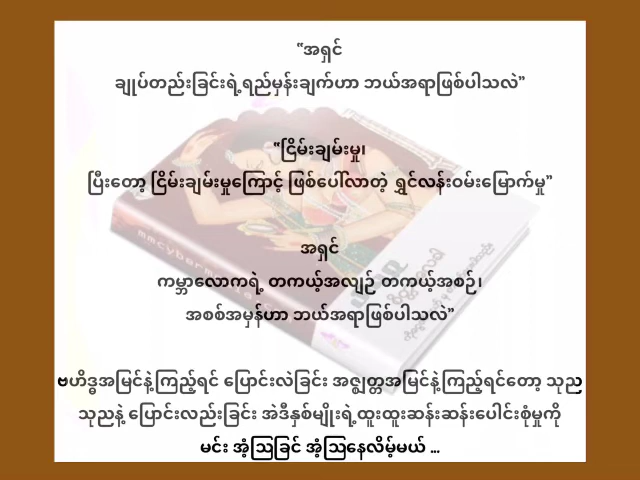 “အရှင်
ချုပ်တည်းခြင်းရဲ့ရည်မှန်းချက်ဟာ ဘယ်အရာဖြစ်ပါသလဲ”
“ငြိမ်းချမ်းမှု၊
ပြီးတော့ ငြိမ်းချမ်းမှုကြောင့် ဖြစ်ပေါ်လာတဲ့ ရွှင်လန်းဝမ်းမြောက်မှု”
အရှင်
ကမ္ဘာလောကရဲ့ တကယ့်အလျဉ် တကယ့်အစဉ်၊
အစစ်အမှန်ဟာ ဘယ်အရာဖြစ်ပါသလဲ”
ဗဟိဒ္ဓအမြင်နဲ့ကြည့်ရင် ပြောင်းလဲခြင်း အဇ္ဈတ္တအမြင်နဲ့ကြည့်ရင်တော့ သုည
သုညနဲ့ ပြောင်းလည်းခြင်း အဲဒီနှစ်မျိုးရဲ့ထူးထူးဆန်းဆန်းပေါင်းစုံမှုကို
မင်း အံ့ဩခြင် အံ့ဩနေလိမ့်မယ် ...
mmcyberm